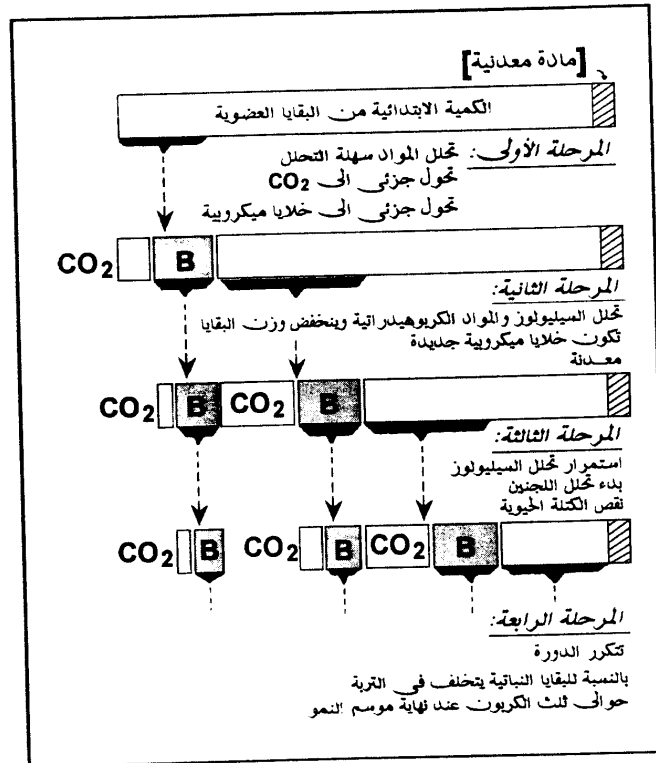 [مادة معدنية]
الكمية الابتدائية من البقايا العضوية
المرحلة الأولى: تحلل المواد سهلة التحلل
تحول جزئى الى CO2
تحول جزئى الى خلايا ميكروبية
CO2 B
المرحلة الثانية:
تحلل السيليولوز والمواد الكربوهيدراتية وينخفض وزن البقايا
تكون خلايا ميكروبية جديدة
معدنة
CO2 B CO2 B
المرحلة الثالثة:
استمرار تحلل السيليولوز
بدء تحلل اللجنين
نقص الكتلة الحيوية
CO2 B CO2 B CO2 B
المرحلة الرابعة:
تتكرر الدورة
بالنسبة للبقايا النباتية يتخلف فى التربة
حوالى ثلث الكربون عند نهاية موسم النمو